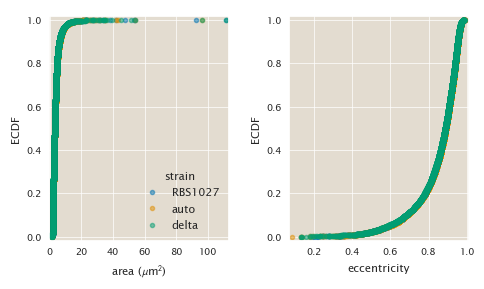 1.0
0.8
0.6
0.4
0.2
0.0
ECDF
0 20 40 60 80 100
area (μm²)
strain
RBS1027
auto
delta
1.0
0.8
0.6
0.4
0.2
0.0
ECDF
0.2 0.4 0.6 0.8 1.0
eccentricity